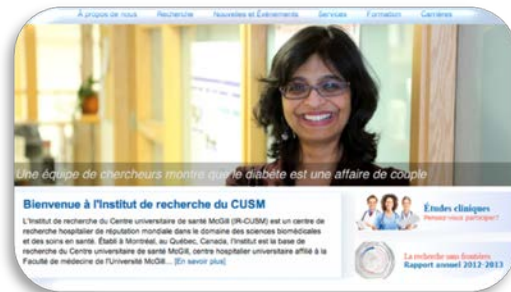 À propos de nous Recherche Nouvelles et Événements Services Formation Carrières
Une équipe de chercheurs montre que le diabète est une affaire de couple
Bienvenue à l'Institut de recherche du CUSM
L'Institut de recherche du Centre universitaire de santé McGill (IR-CUSM) est un centre de
recherche hospitalier de réputation mondiale dans le domaine des sciences biomédicales
et des soins en santé. Établi à Montréal, au Québec, Canada, l'Institut est la base de
recherche du Centre universitaire de santé McGill, centre hospitalier universitaire affilié à la
Faculté de médecine de l'Université McGill... [En savoir plus]
Études cliniques
Pensez-vous participer?
La recherche sans frontières
Rapport annuel 2012-2013